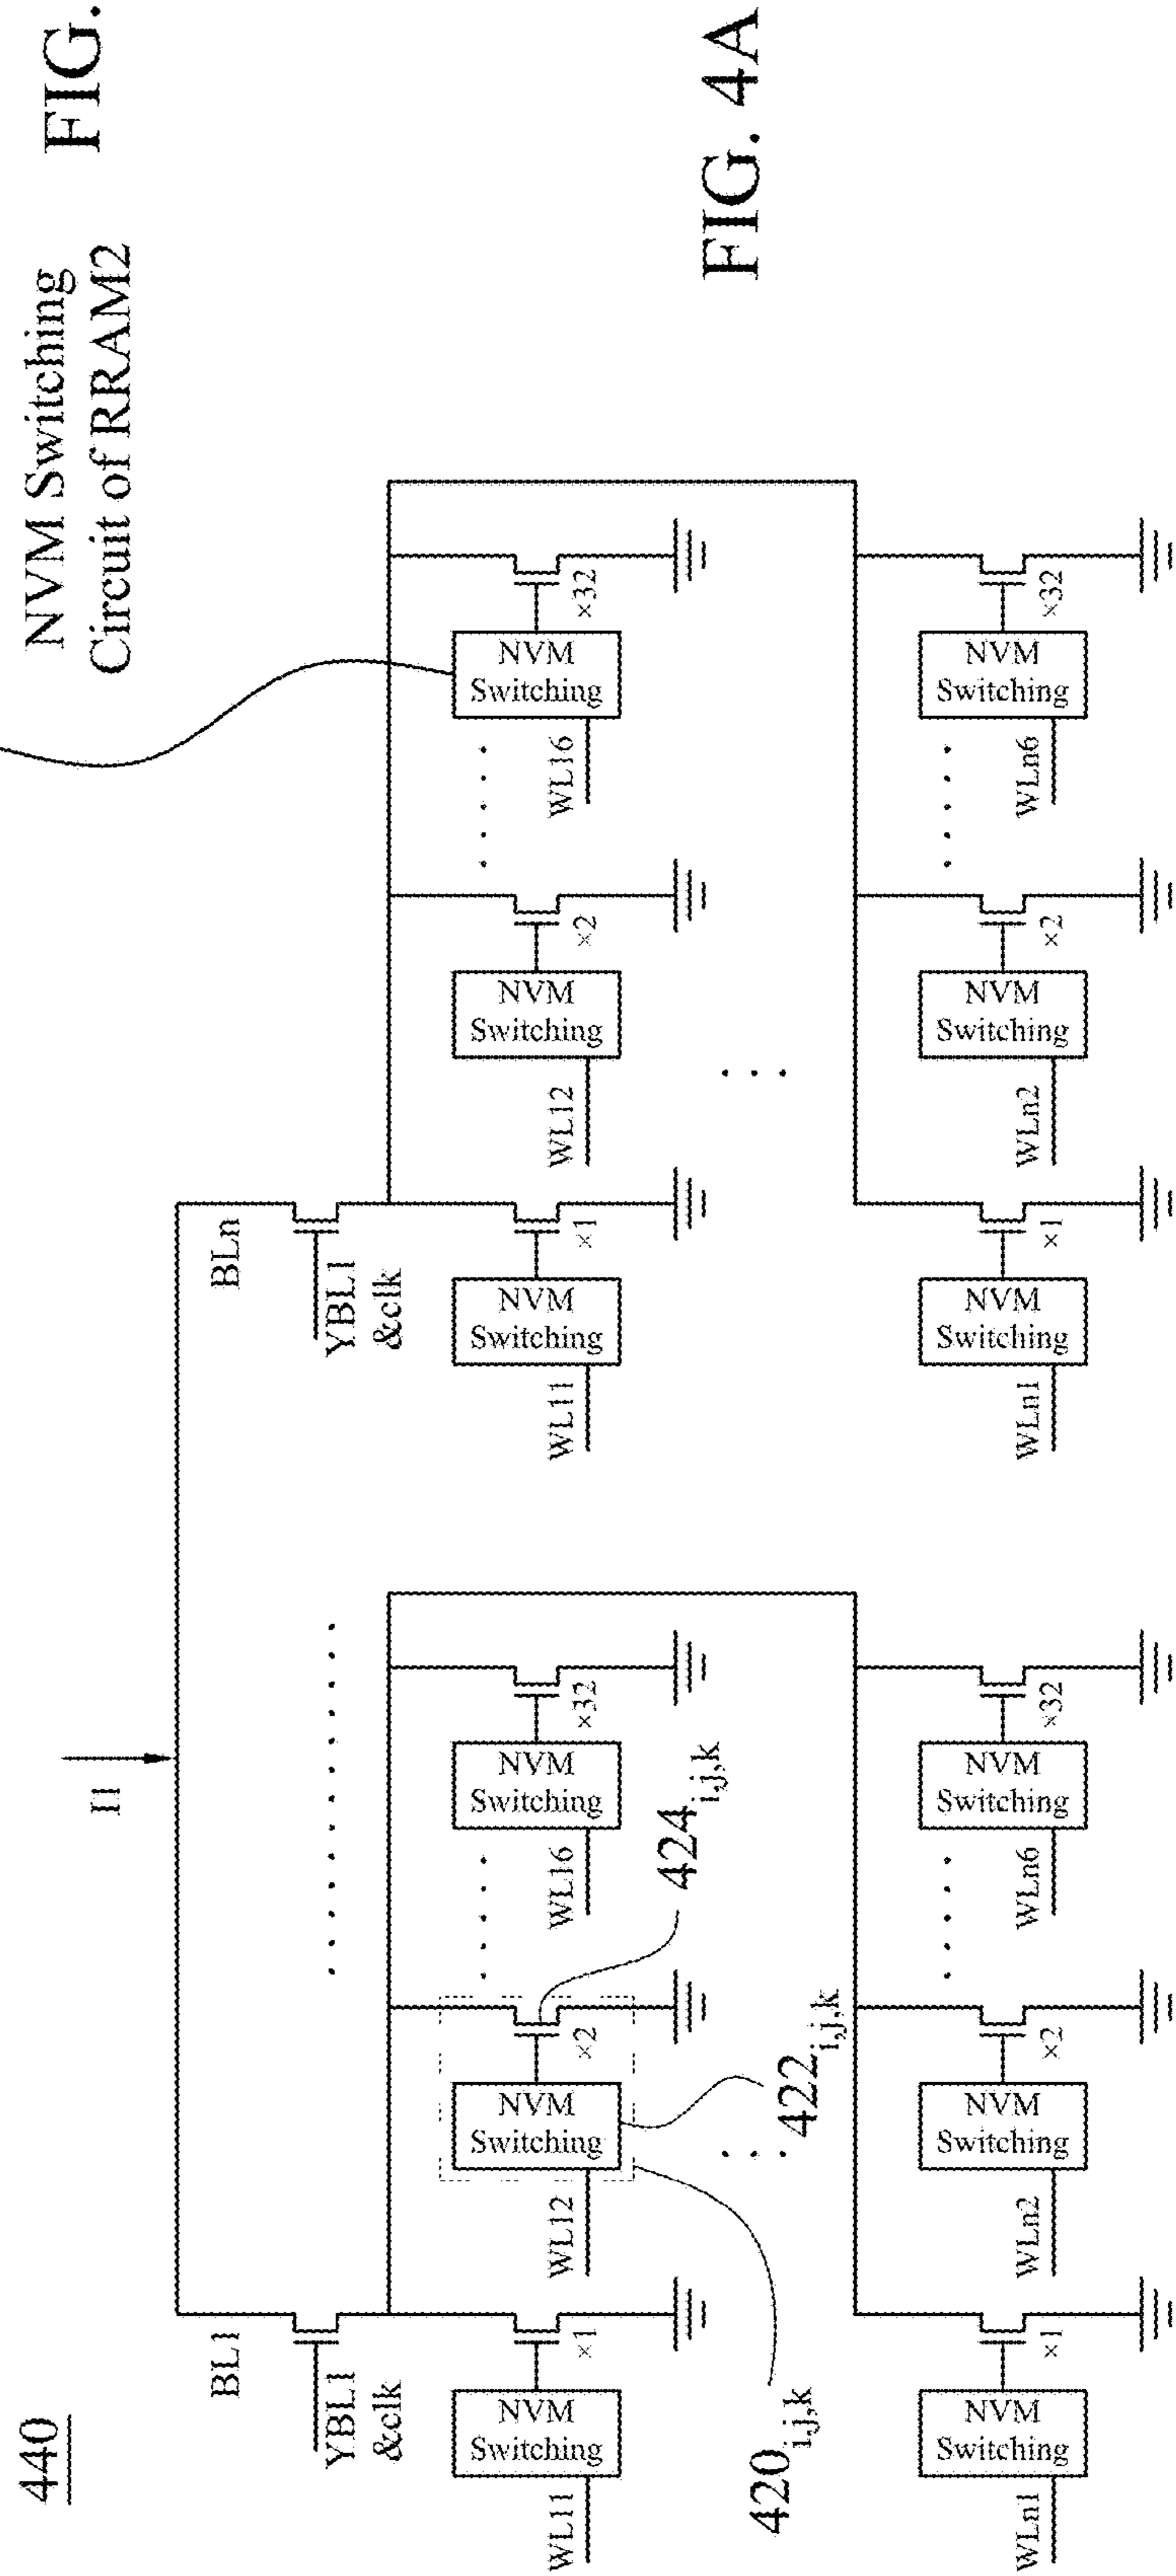 440
I1
BL1
YBL1
&clk
BLn
YBL1
&clk
NVM Switching
Circuit of RRAM2
FIG.
WL11
NVM
Switching
×1
WL12
NVM
Switching
×2
. . . . .
WL16
NVM
Switching
×32
WL11
NVM
Switching
×1
WL12
NVM
Switching
×2
. . . . .
WL16
NVM
Switching
×32
420i,j,k
422i,j,k
424i,j,k
FIG. 4A
WLn1
NVM
Switching
×1
WLn2
NVM
Switching
×2
. . . . .
WLn6
NVM
Switching
×32
WLn1
NVM
Switching
×1
WLn2
NVM
Switching
×2
. . . . .
WLn6
NVM
Switching
×32